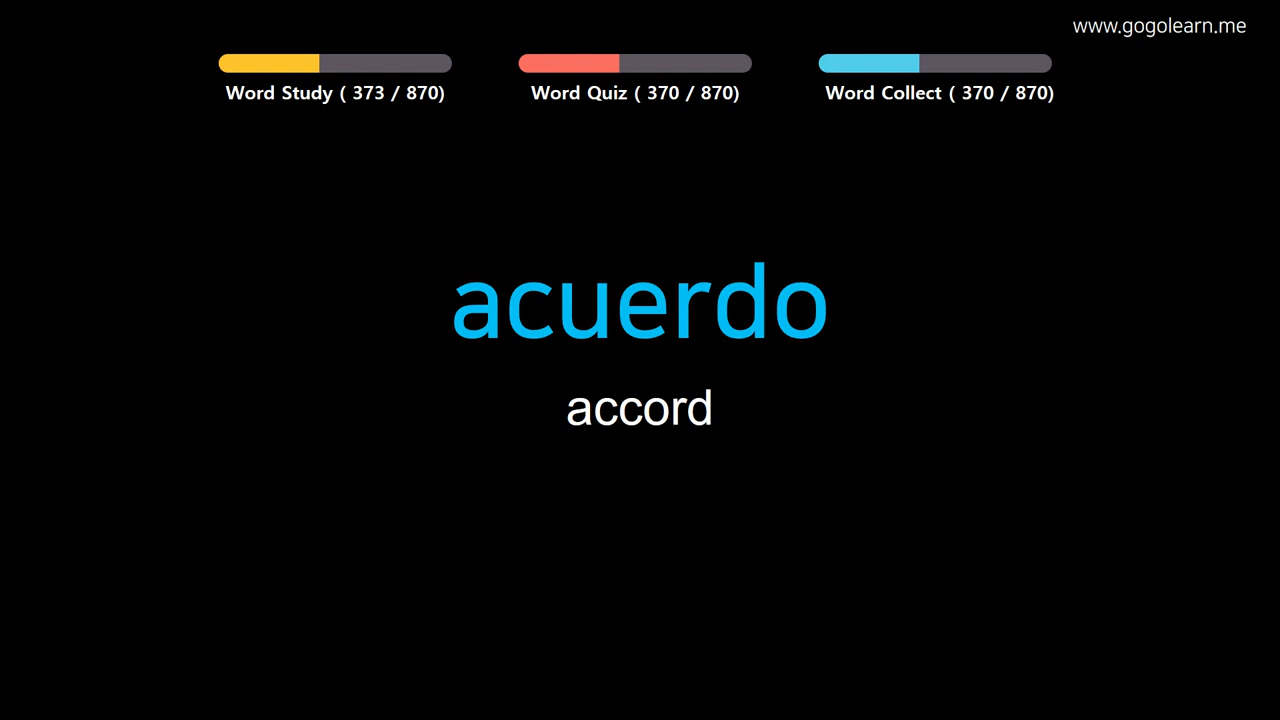 www.gogolearn.me
Word Study ( 373 / 870)
Word Quiz ( 370 / 870)
Word Collect ( 370 / 870)
acuerdo
accord